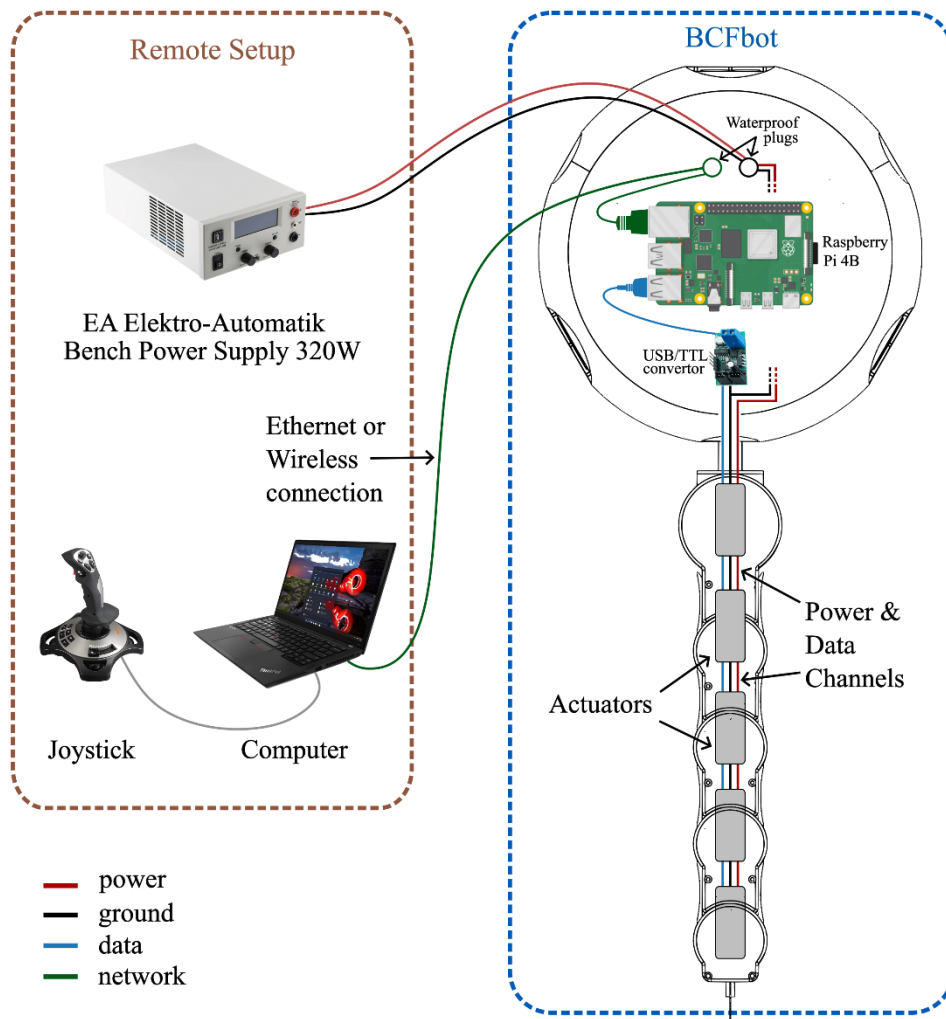 Remote Setup
BCFbot
Waterproof
plugs
Raspberry
Pi 4B
EA Elektro-Automatik
Bench Power Supply 320W
USB/TTL
convertor
Ethernet or
Wireless
connection
Power &
Data
Channels
Actuators
Joystick
Computer
power
ground
data
network